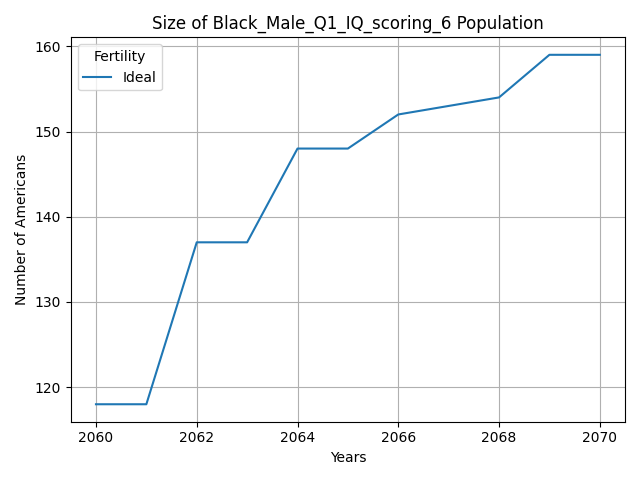 Size of Black_Male_Q1_IQ_scoring_6 Population
Fertility
Ideal
160
150
140
130
120
Number of Americans
2060
2062
2064
2066
2068
2070
Years